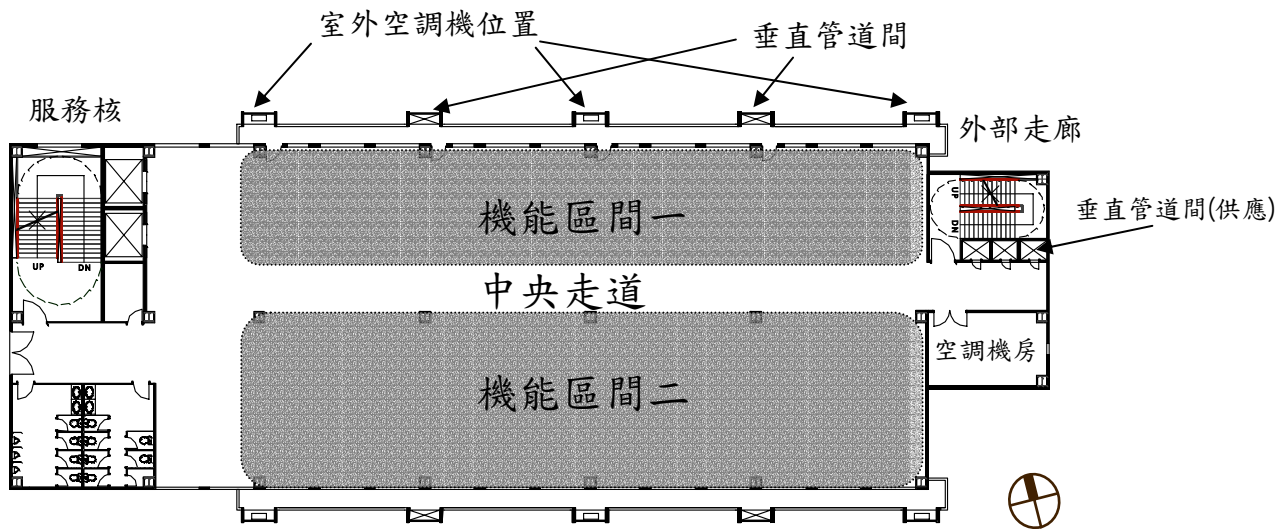 室外空調機位置
垂直管道間
服務核
外部走廊
UP
DN
機能區間一
垂直管道間(供應)
UP
DN
中央走道
空調機房
機能區間二